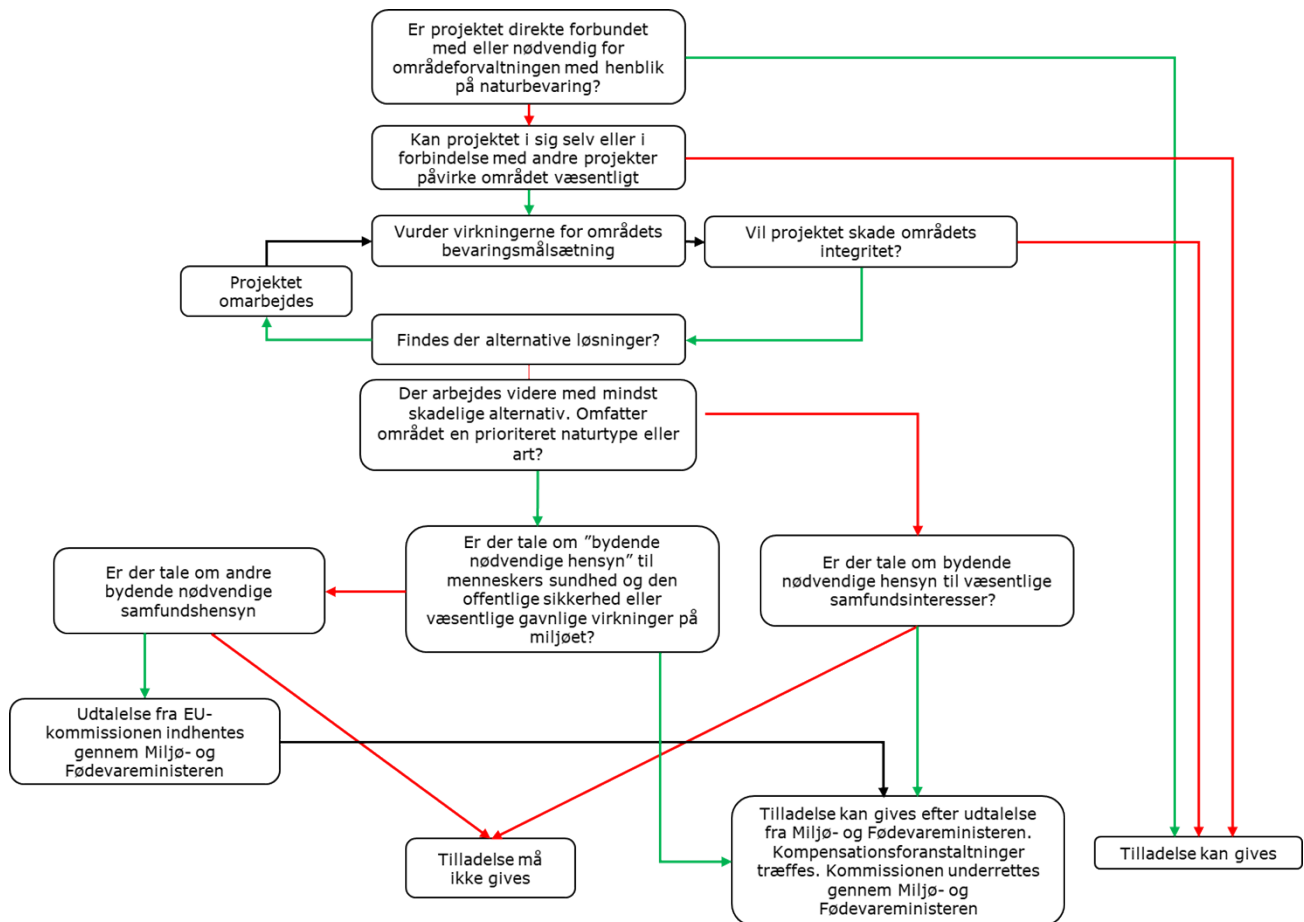 Er projektet direkte forbundet
med eller nødvendig for
områdeforvaltningen med henblik
på naturbevaring?
Kan projektet i sig selv eller i
forbindelse med andre projekter
påvirke området væsentligt
Vurder virkningerne for områdets
bevaringsmålsætning
Vil projektet skade områdets
integritet?
Projektet
omarbejdes
Findes der alternative løsninger?
Der arbejdes videre med mindst
skadelige alternativ. Omfatter
området en prioriteret naturtype eller
art?
Er der tale om andre
bydende nødvendige
samfundshensyn
Er der tale om ”bydende
nødvendige hensyn” til
menneskers sundhed og den
offentlige sikkerhed eller
væsentlige gavnlige virkninger på
miljøet?
Er der tale om bydende
nødvendige hensyn til væsentlige
samfundsinteresser?
Udtalelse fra EU-
kommissionen indhentes
gennem Miljø- og
Fødevareministeren
Tilladelse må
ikke gives
Tilladelse kan gives efter udtalelse
fra Miljø- og Fødevareministeren.
Kompensationsforanstaltninger
træffes. Kommissionen underrettes
gennem Miljø- og
Fødevareministeren
Tilladelse kan gives